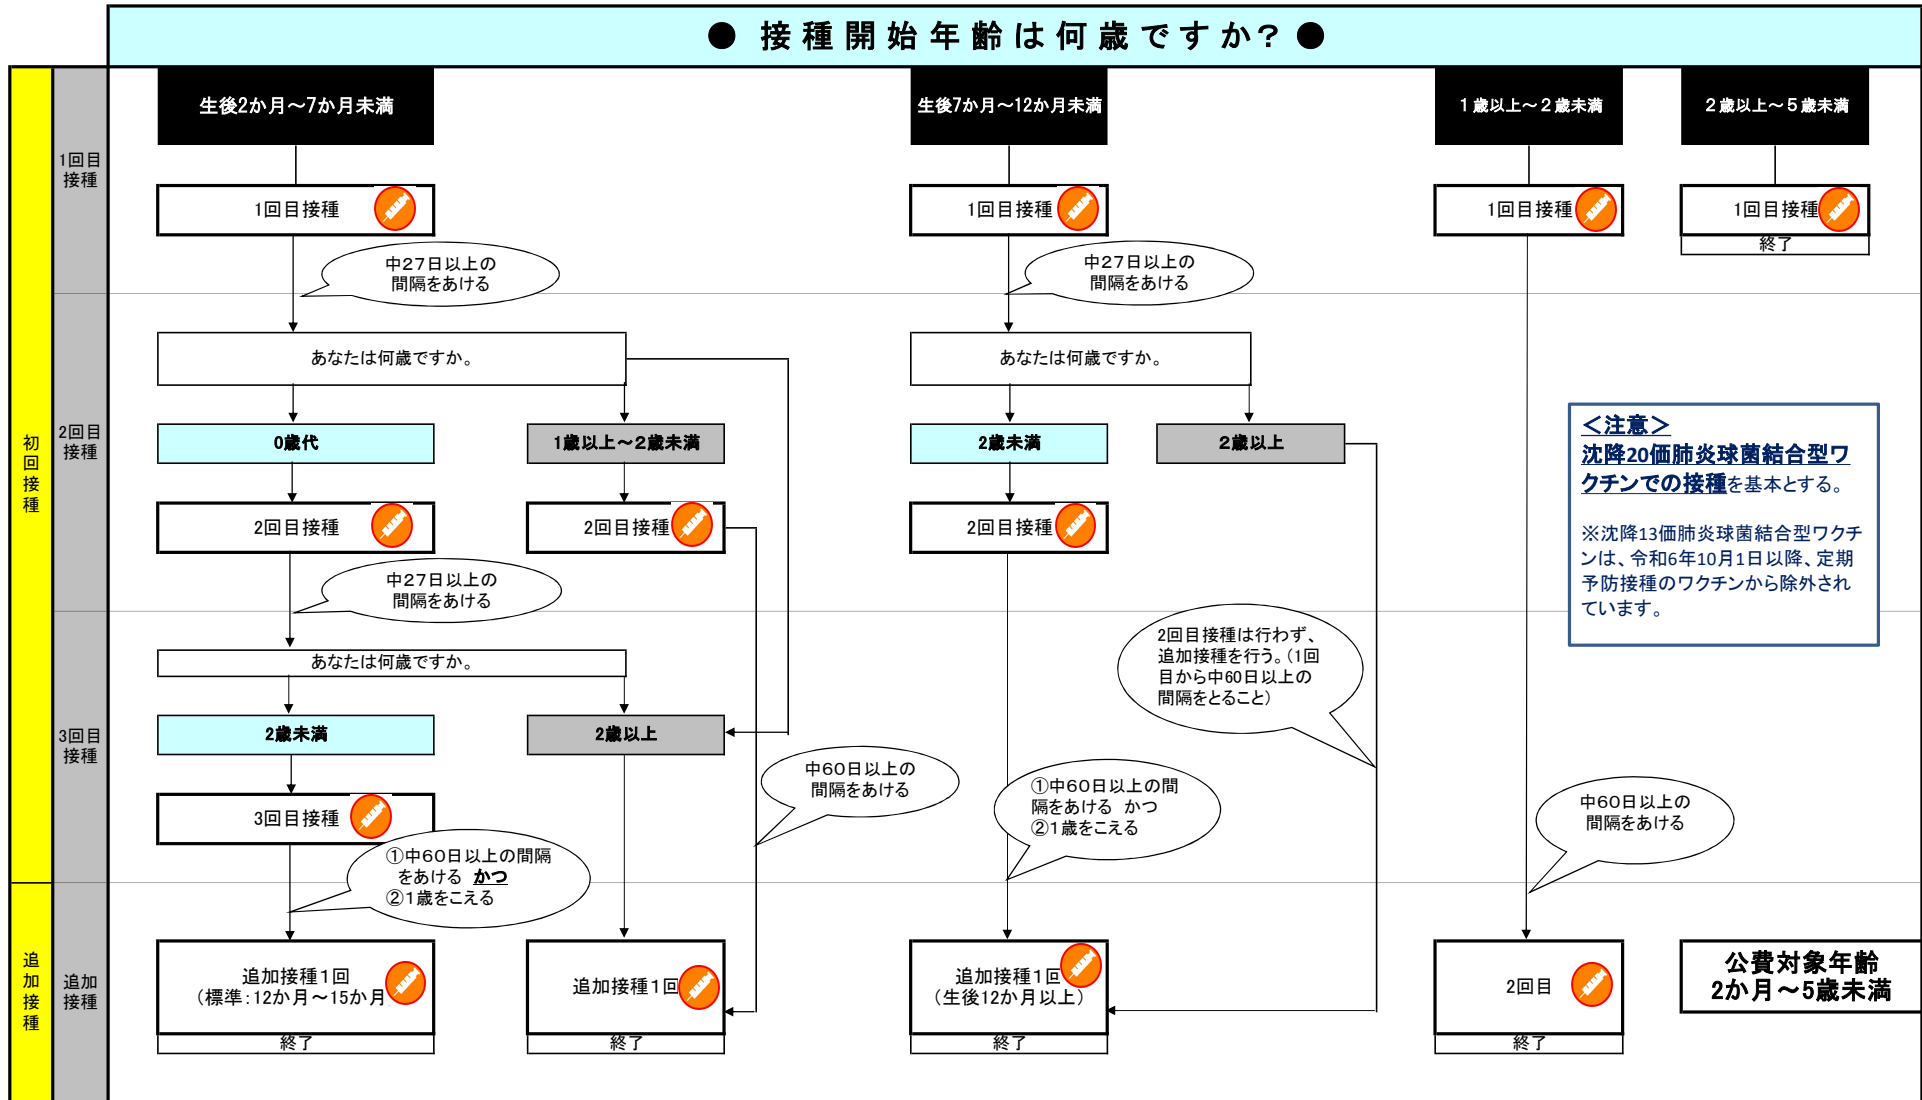 ● 接種開始年齢は何歳ですか？ ●
初回接種
追加接種
1回目
接種
2回目
接種
3回目
接種
追加
接種
生後2か月～7か月未満
1回目接種
中27日以上の
間隔をあける
あなたは何歳ですか。
0歳代
1歳以上～2歳未満
2回目接種
2回目接種
中27日以上の
間隔をあける
あなたは何歳ですか。
2歳未満
2歳以上
3回目接種
①中60日以上の間隔
をあける かつ
②1歳をこえる
中60日以上の
間隔をあける
追加接種1回
（標準：12か月～15か月
終了
追加接種1回
終了
生後7か月～12か月未満
1回目接種
中27日以上の
間隔をあける
あなたは何歳ですか。
2歳未満
2歳以上
2回目接種
2回目接種は行わず、
追加接種を行う。（1回
目から中60日以上の
間隔をとること）
①中60日以上の間
隔をあける かつ
②1歳をこえる
追加接種1回
（生後12か月以上）
終了
1歳以上～2歳未満
1回目接種
中60日以上の
間隔をあける
2回目
終了
2歳以上～5歳未満
1回目接種
終了
＜注意＞
沈降20価肺炎球菌結合型ワ
クチンでの接種を基本とする。
※沈降13価肺炎球菌結合型ワクチ
ンは、令和6年10月1日以降、定期
予防接種のワクチンから除外され
ています。
公費対象年齢
2か月～5歳未満